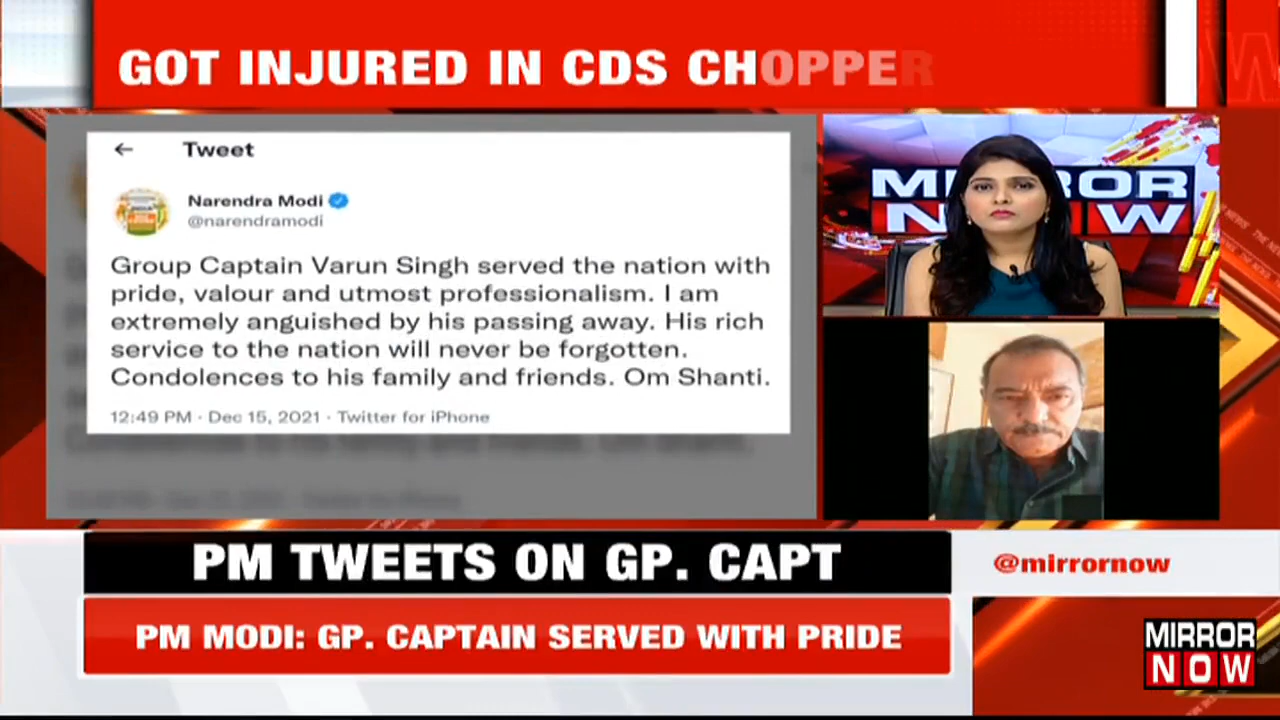 GOT INJURED IN CDS CHOPPER
Tweet
Narendra Modi
@narendramodi
Group Captain Varun Singh served the nation with
pride, valour and utmost professionalism. I am
extremely anguished by his passing away. His rich
service to the nation will never be forgotten.
Condolences to his family and friends. Om Shanti.
12:49 PM · Dec 15, 2021 · Twitter for iPhone
MIRROR
NOW
PM TWEETS ON GP. CAPT
@mirrornow
PM MODI: GP. CAPTAIN SERVED WITH PRIDE
MIRROR
NOW